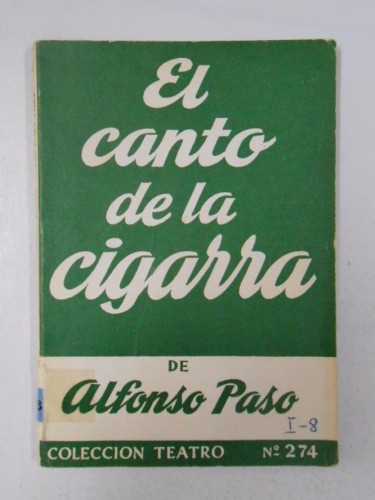 El
canto
de la
cigarra
DE
Alfonso Paso
I-8
COLECCION TEATRO Nº 274